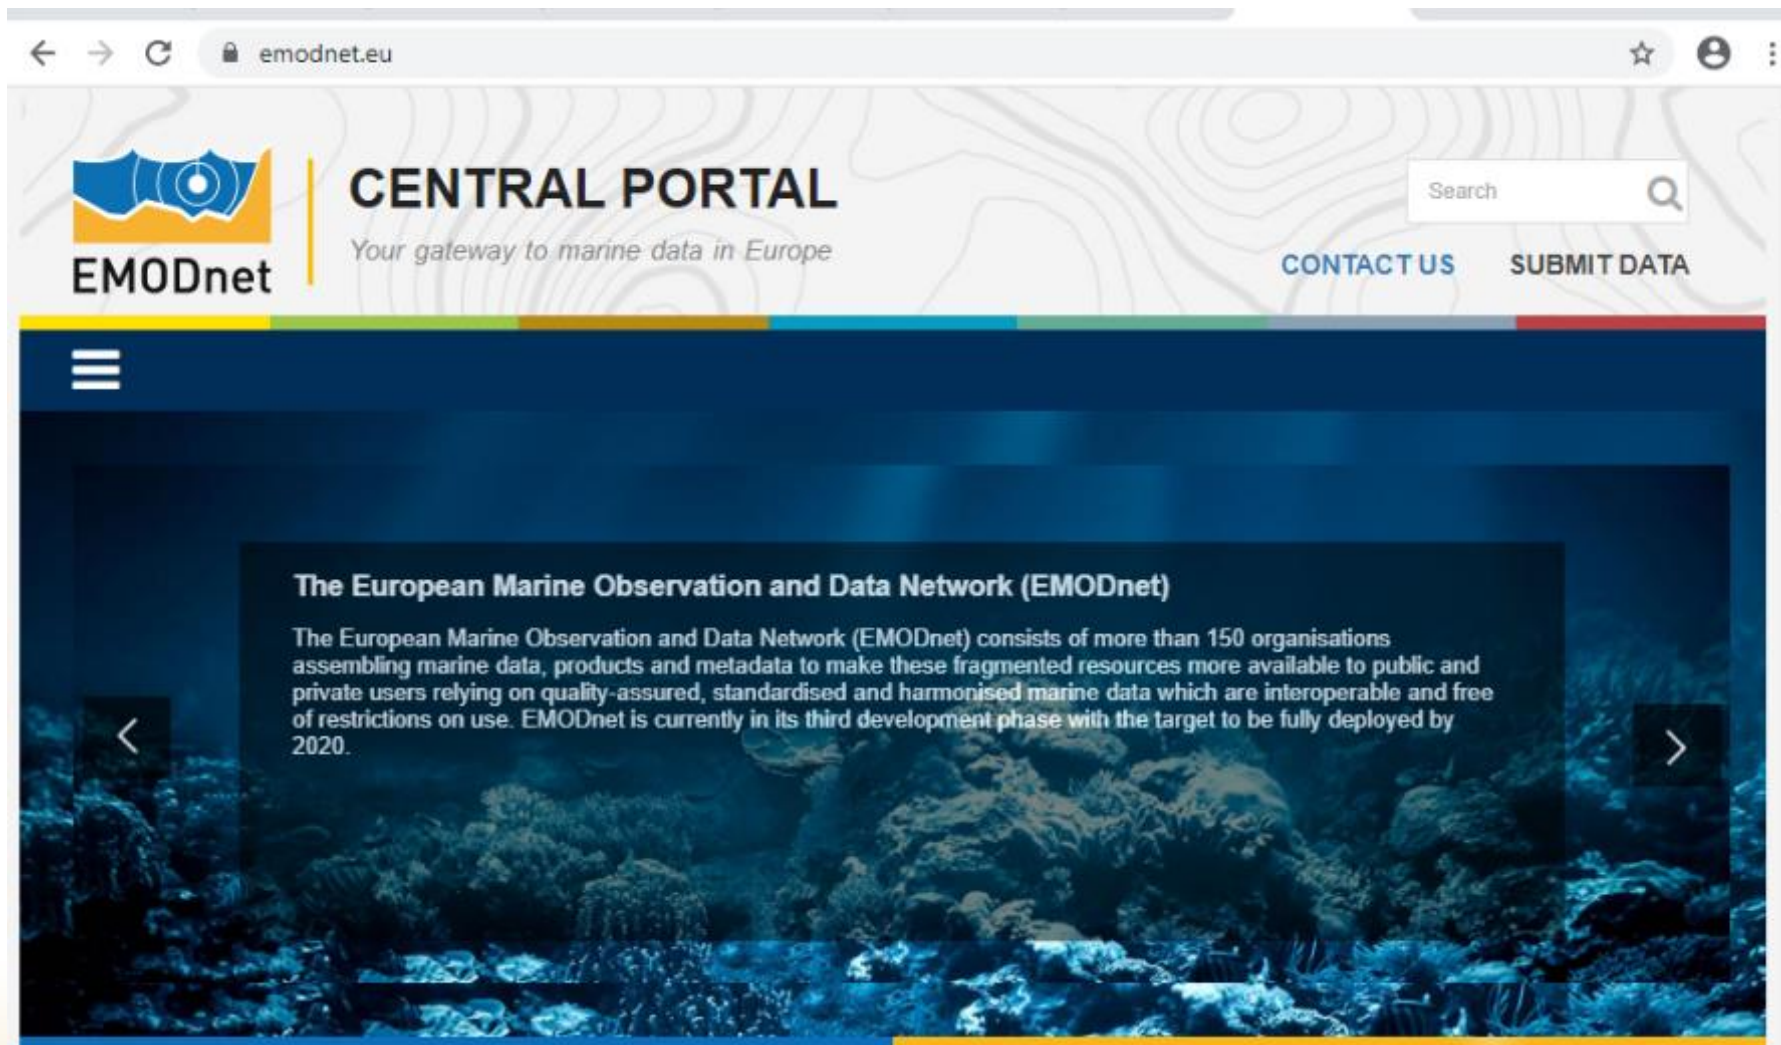 emodnet.eu
CENTRAL PORTAL
Your gateway to marine data in Europe
EMODnet
Search
CONTACT US
SUBMIT DATA
The European Marine Observation and Data Network (EMODnet)
The European Marine Observation and Data Network (EMODnet) consists of more than 150 organisations
assembling marine data, products and metadata to make these fragmented resources more available to public and
private users relying on quality-assured, standardised and harmonised marine data which are interoperable and free
of restrictions on use. EMODnet is currently in its third development phase with the target to be fully deployed by
2020.